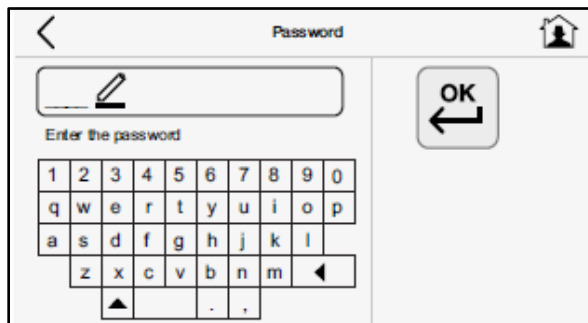 Password
OK
Enter the password
1 2 3 4 5 6 7 8 9 0
q w e r t y u i o p
a s d f g h j k l
z x c v b n m
. ,